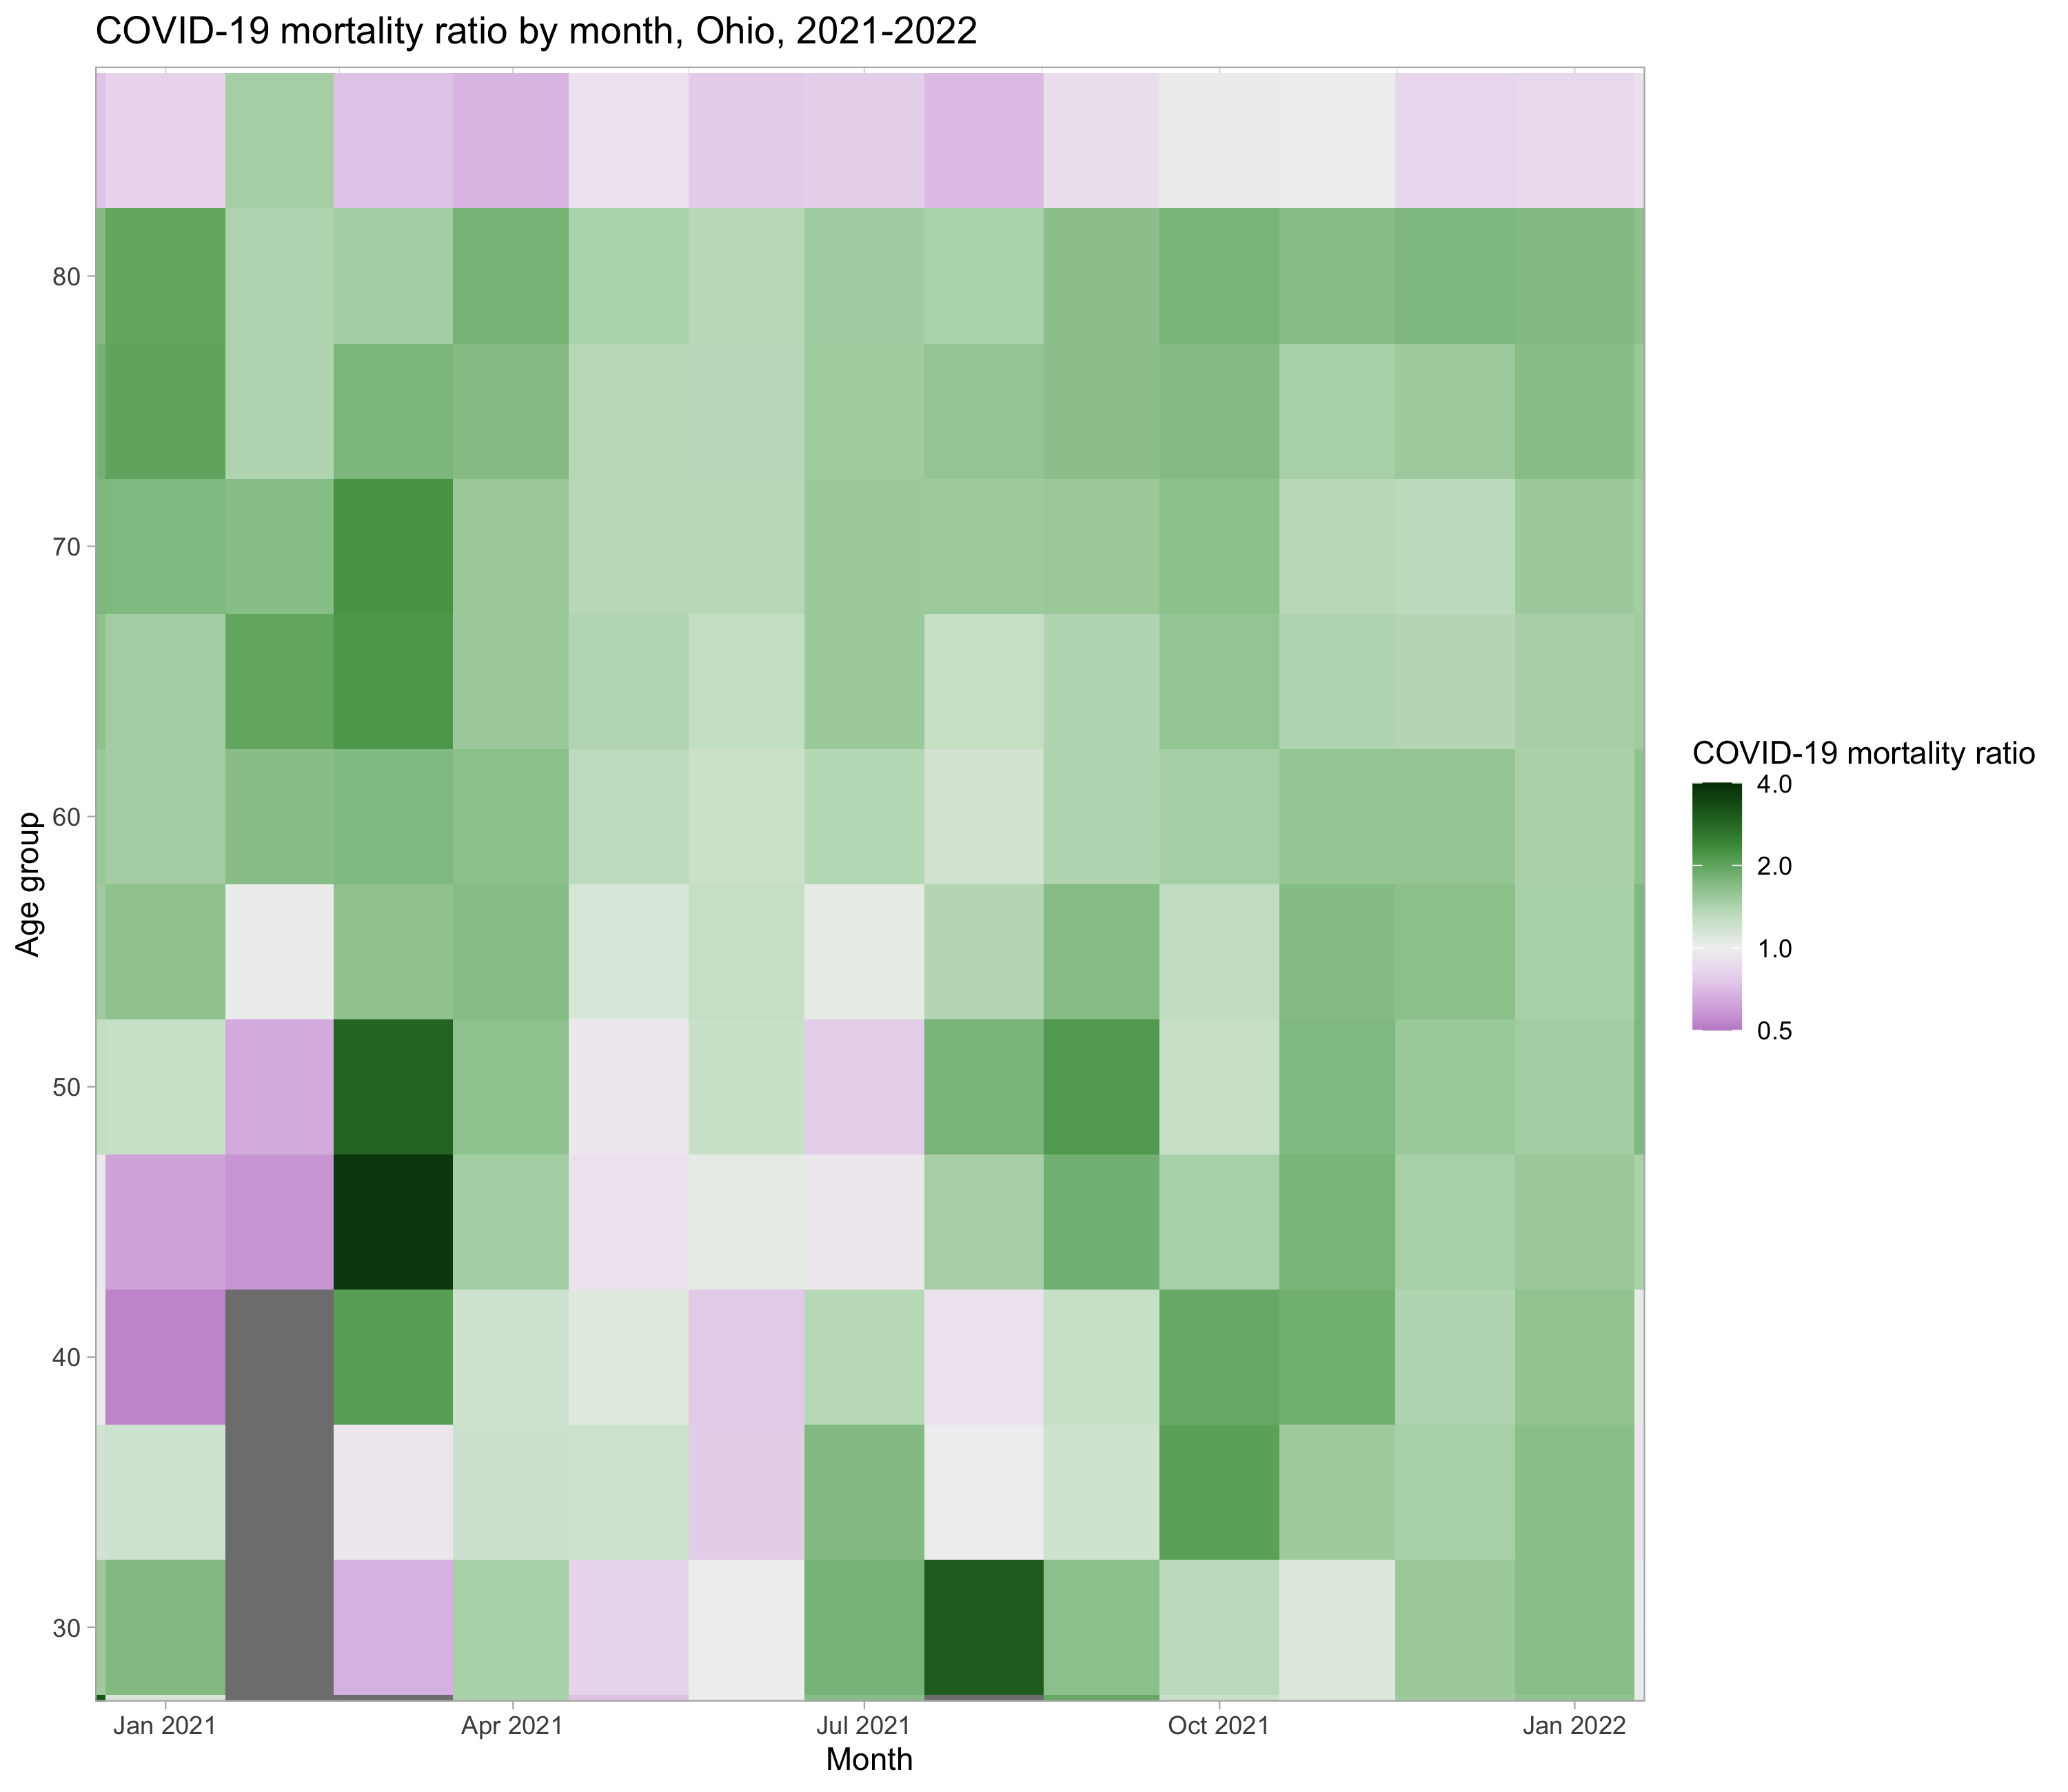 COVID-19 mortality ratio by month, Ohio, 2021-2022
80
70
60
50
40
30
Age group
Jan 2021
Apr 2021
Jul 2021
Oct 2021
Jan 2022
Month
COVID-19 mortality ratio
4.0
2.0
1.0
0.5